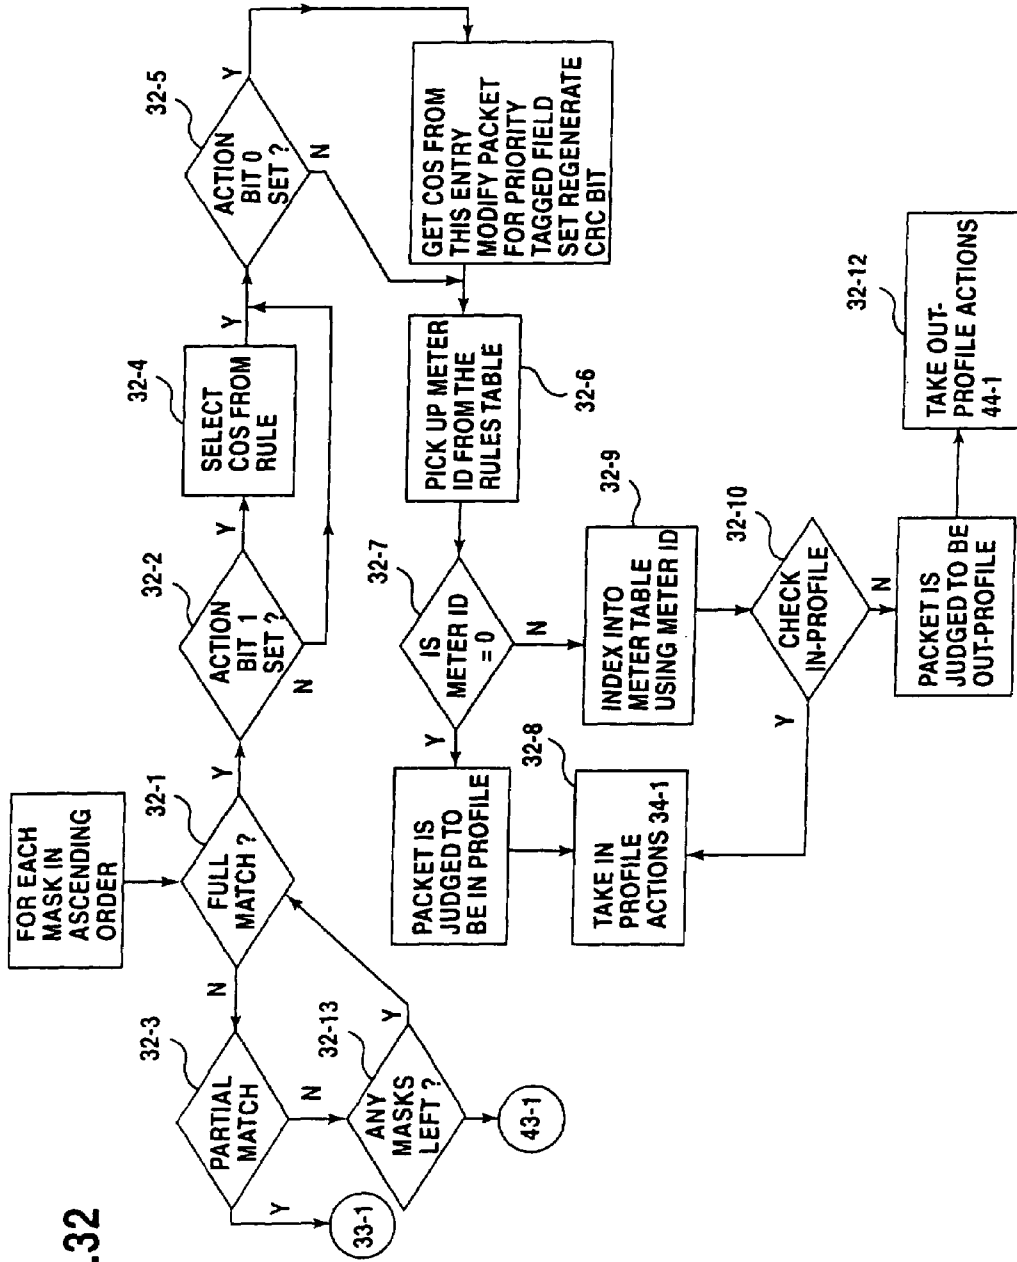 .32
FOR EACH
MASK IN
ASCENDING
ORDER
32-1
FULL
MATCH ?
Y
N
32-2
ACTION
BIT 1
SET ?
Y
N
32-4
SELECT
COS FROM
RULE
Y
32-5
ACTION
BIT 0
SET ?
Y
N
GET COS FROM
THIS ENTRY
MODIFY PACKET
FOR PRIORITY
TAGGED FIELD
SET REGENERATE
CRC BIT
32-3
PARTIAL
MATCH
Y
N
33-1
32-13
ANY
MASKS
LEFT ?
Y
43-1
PICK UP METER
ID FROM THE
RULES TABLE
32-6
32-7
IS
METER ID
= 0
Y
N
PACKET IS
JUDGED TO
BE IN PROFILE
32-8
TAKE IN
PROFILE
ACTIONS 34-1
32-9
INDEX INTO
METER TABLE
USING METER ID
32-10
CHECK
IN-PROFILE
Y
N
PACKET IS
JUDGED TO BE
OUT-PROFILE
32-12
TAKE OUT-
PROFILE ACTIONS
44-1